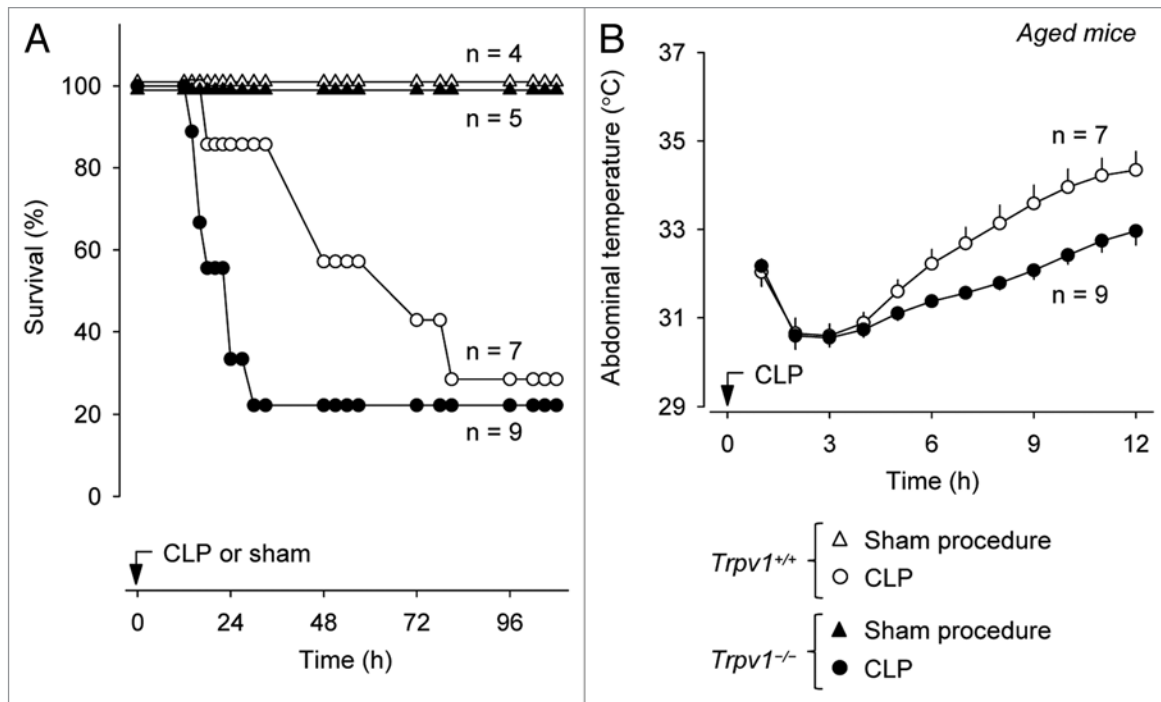 A
n = 4
100
n = 5
80
Survival (%)
60
40
n = 7
20
n = 9
0
CLP or sham
0 24 48 72 96
Time (h)
B
Aged mice
37
n = 7
35
Abdominal temperature (°C)
33
n = 9
31
CLP
29
0 3 6 9 12
Time (h)
Trpv1+/+
Sham procedure
CLP
Trpv1−/−
Sham procedure
CLP